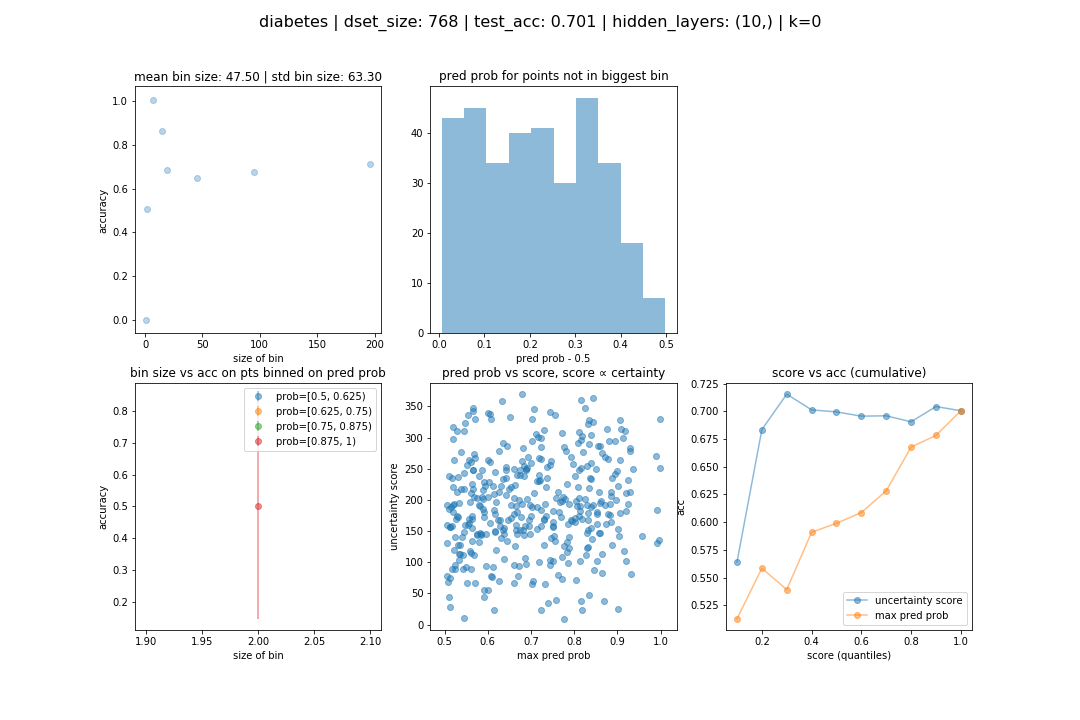 diabetes | dset_size: 768 | test_acc: 0.701 | hidden_layers: (10,) | k=0
mean bin size: 47.50 | std bin size: 63.30
1.0
0.8
0.6
0.4
0.2
0.0
accuracy
0
50
100
150
200
size of bin
pred prob for points not in biggest bin
40
30
20
10
0
0.0
0.1
0.2
0.3
0.4
0.5
pred prob - 0.5
bin size vs acc on pts binned on pred prob
prob=[0.5, 0.625)
prob=[0.625, 0.75)
prob=[0.75, 0.875)
prob=[0.875, 1)
0.8
0.7
0.6
0.5
0.4
0.3
0.2
accuracy
1.90
1.95
2.00
2.05
2.10
size of bin
pred prob vs score, score ∝ certainty
350
300
250
200
150
100
50
0
uncertainty score
0.5
0.6
0.7
0.8
0.9
1.0
max pred prob
score vs acc (cumulative)
0.725
0.700
0.675
0.650
0.625
0.600
0.575
0.550
0.525
acc
uncertainty score
max pred prob
0.2
0.4
0.6
0.8
1.0
score (quantiles)